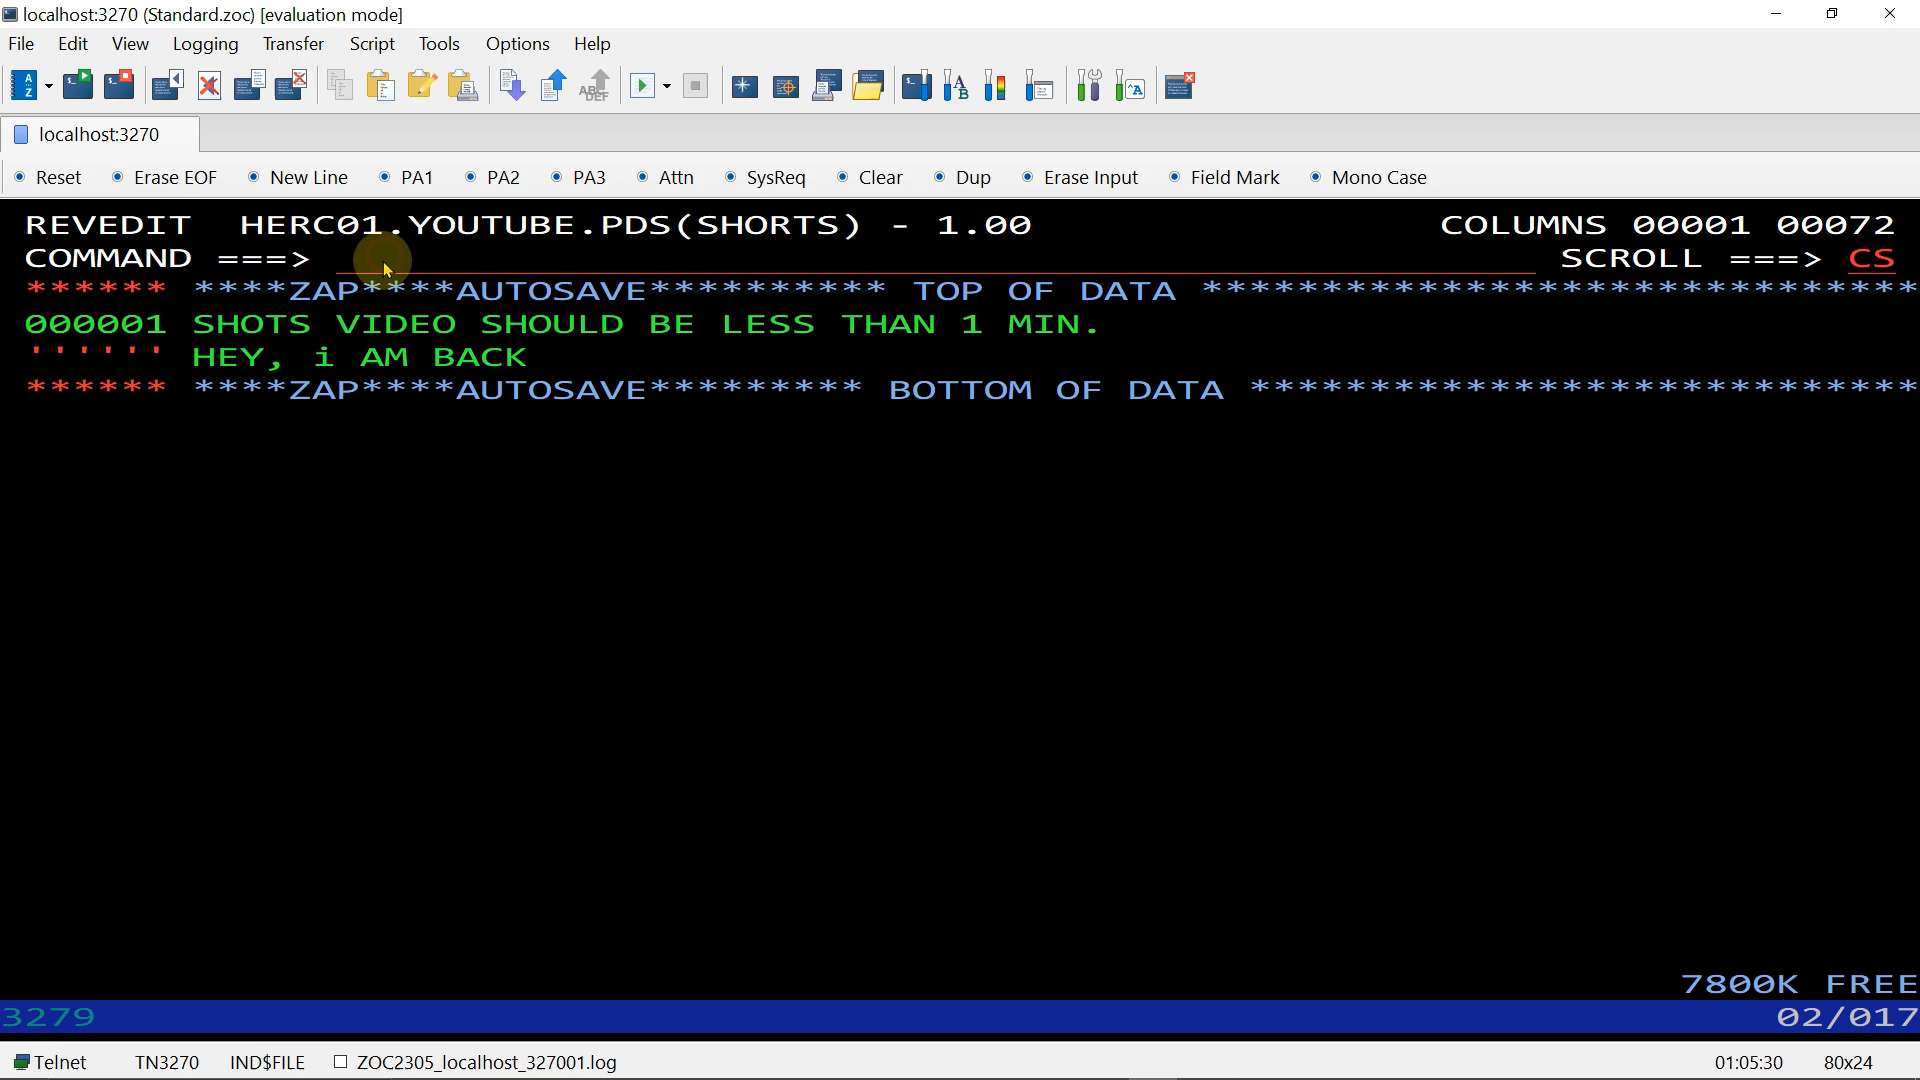 localhost:3270 (Standard.zoc) [evaluation mode]
File Edit View Logging Transfer Script Tools Options Help
localhost:3270
Reset Erase EOF New Line PA1 PA2 PA3 Attn SysReq Clear Dup Erase Input Field Mark Mono Case
REVEDIT HERC01.YOUTUBE.PDS(SHORTS) - 1.00 COLUMNS 00001 00072
COMMAND ===> SCROLL ===> CS
****** ****ZAP****AUTOSAVE********** TOP OF DATA ******************************
000001 SHOTS VIDEO SHOULD BE LESS THAN 1 MIN.
'''''' HEY, i AM BACK
****** ****ZAP****AUTOSAVE********* BOTTOM OF DATA ****************************
7800K FREE
3279 02/017
Telnet TN3270 IND$FILE ZOC2305_localhost_327001.log 01:05:30 80x24